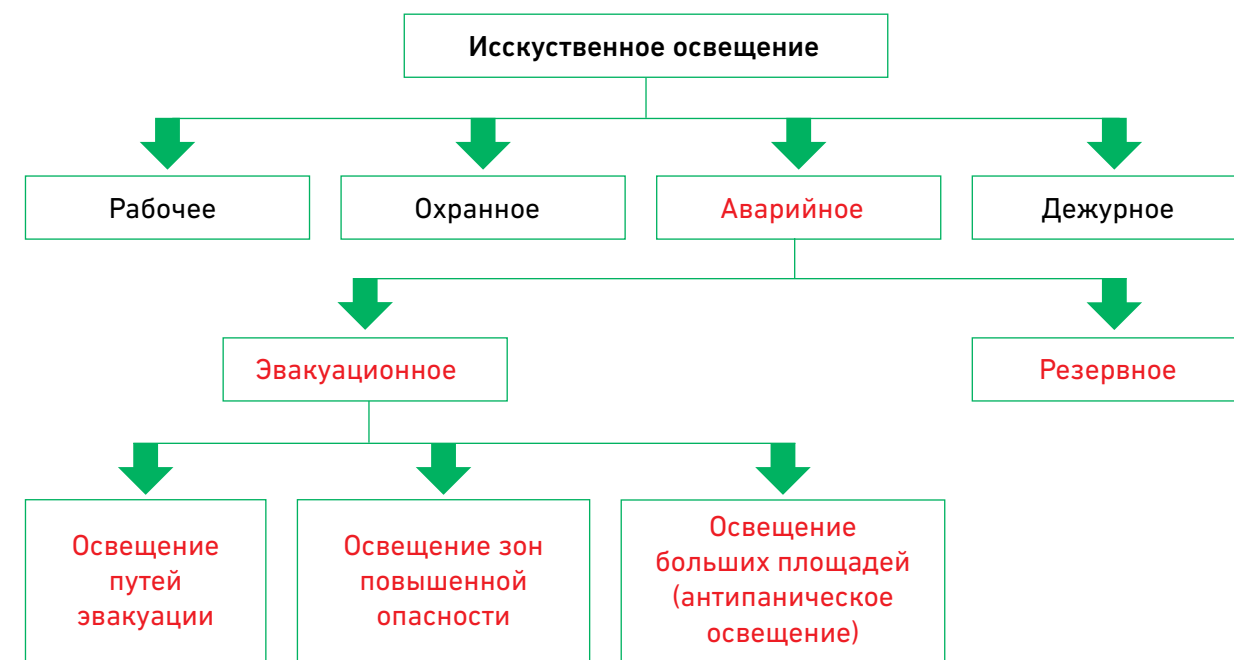 Исскуственное освещение
Рабочее
Охранное
Аварийное
Дежурное
Эвакуационное
Резервное
Освещение
путей
эвакуации
Освещение зон
повышенной
опасности
Освещение
больших площадей
(антипаническое
освещение)